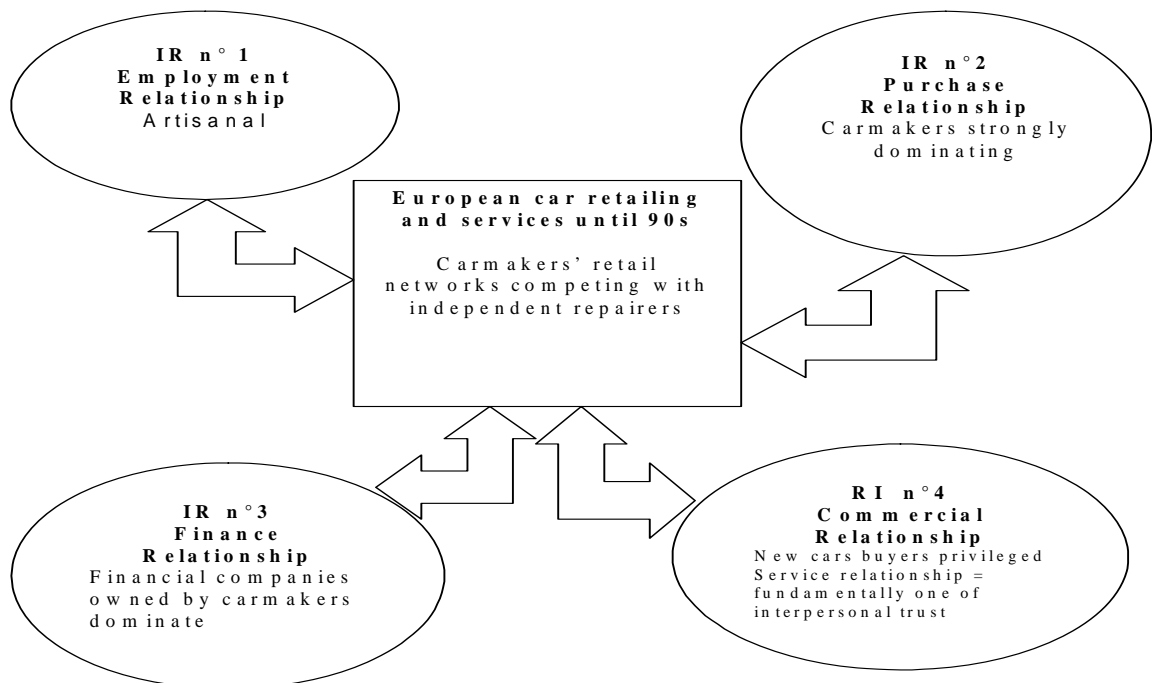 IR n° 1
Employment
Relationship
Artisanal
IR n°2
Purchase
Relationship
Carmakers strongly
dominating
European car retailing
and services until 90s
Carmakers’ retail
networks competing with
independent repairers
IR n°3
Finance
Relationship
Financial companies
owned by carmakers
dominate
RI n°4
Commercial
Relationship
New cars buyers privileged
Service relationship =
fundamentally one of
interpersonal trust